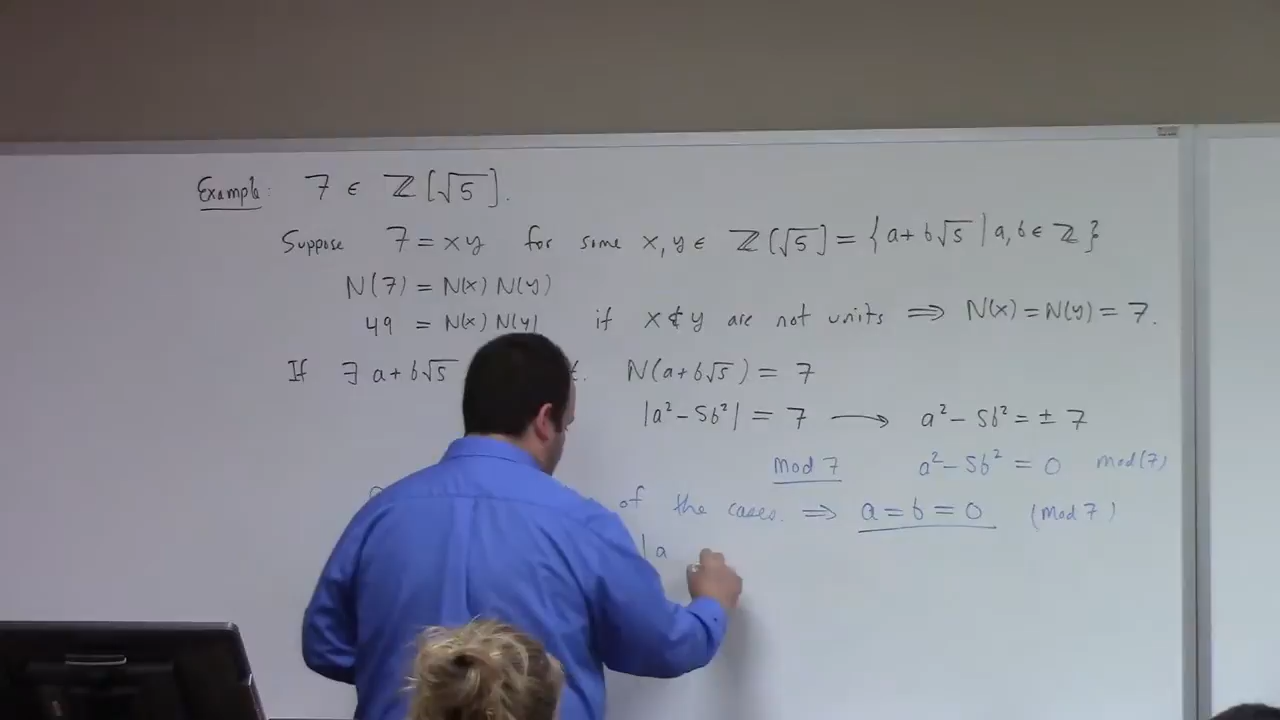 Example: 7 ∈ ℤ[√5].
Suppose 7 = xy for some x, y ∈ ℤ[√5] = {a + b√5 | a, b ∈ ℤ}
N(7) = N(x) N(y)
49 = N(x) N(y) if x & y are not units ⟹ N(x) = N(y) = 7.
If ∃ a + b√5 N(a + b√5) = 7
|a² - 5b²| = 7 ⟶ a² - 5b² = ± 7
Mod 7 a² - 5b² = 0 mod(7)
of the cases. ⟹ a = b = 0 (mod 7)
| a